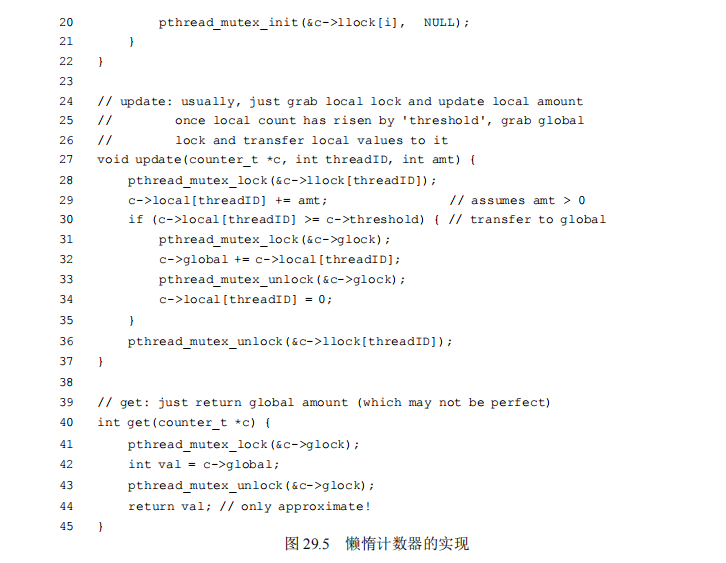 20          pthread_mutex_init(&c->llock[i],  NULL);
21      }
22  }
23
24  // update: usually, just grab local lock and update local amount
25  //         once local count has risen by 'threshold', grab global
26  //         lock and transfer local values to it
27  void update(counter_t *c, int threadID, int amt) {
28      pthread_mutex_lock(&c->llock[threadID]);
29      c->local[threadID] += amt;                // assumes amt > 0
30      if (c->local[threadID] >= c->threshold) { // transfer to global
31          pthread_mutex_lock(&c->glock);
32          c->global += c->local[threadID];
33          pthread_mutex_unlock(&c->glock);
34          c->local[threadID] = 0;
35      }
36      pthread_mutex_unlock(&c->llock[threadID]);
37  }
38
39  // get: just return global amount (which may not be perfect)
40  int get(counter_t *c) {
41      pthread_mutex_lock(&c->glock);
42      int val = c->global;
43      pthread_mutex_unlock(&c->glock);
44      return val; // only approximate!
45  }
图 29.5 懒惰计数器的实现